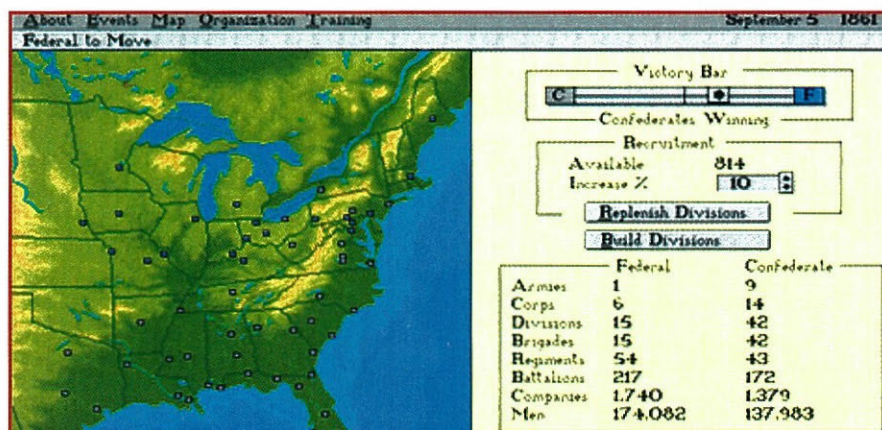 About Events Map Organization Training September 5 1861
Federal to Move
Victory Bar
C F
Confederates Winning
Recruitment
Available 814
Increase % 10
Replenish Divisions
Build Divisions
Federal Confederate
Armies 1 9
Corps 6 14
Divisions 15 42
Brigades 15 42
Regiments 54 43
Battalions 217 172
Companies 1,740 1,379
Men 174,082 137,983